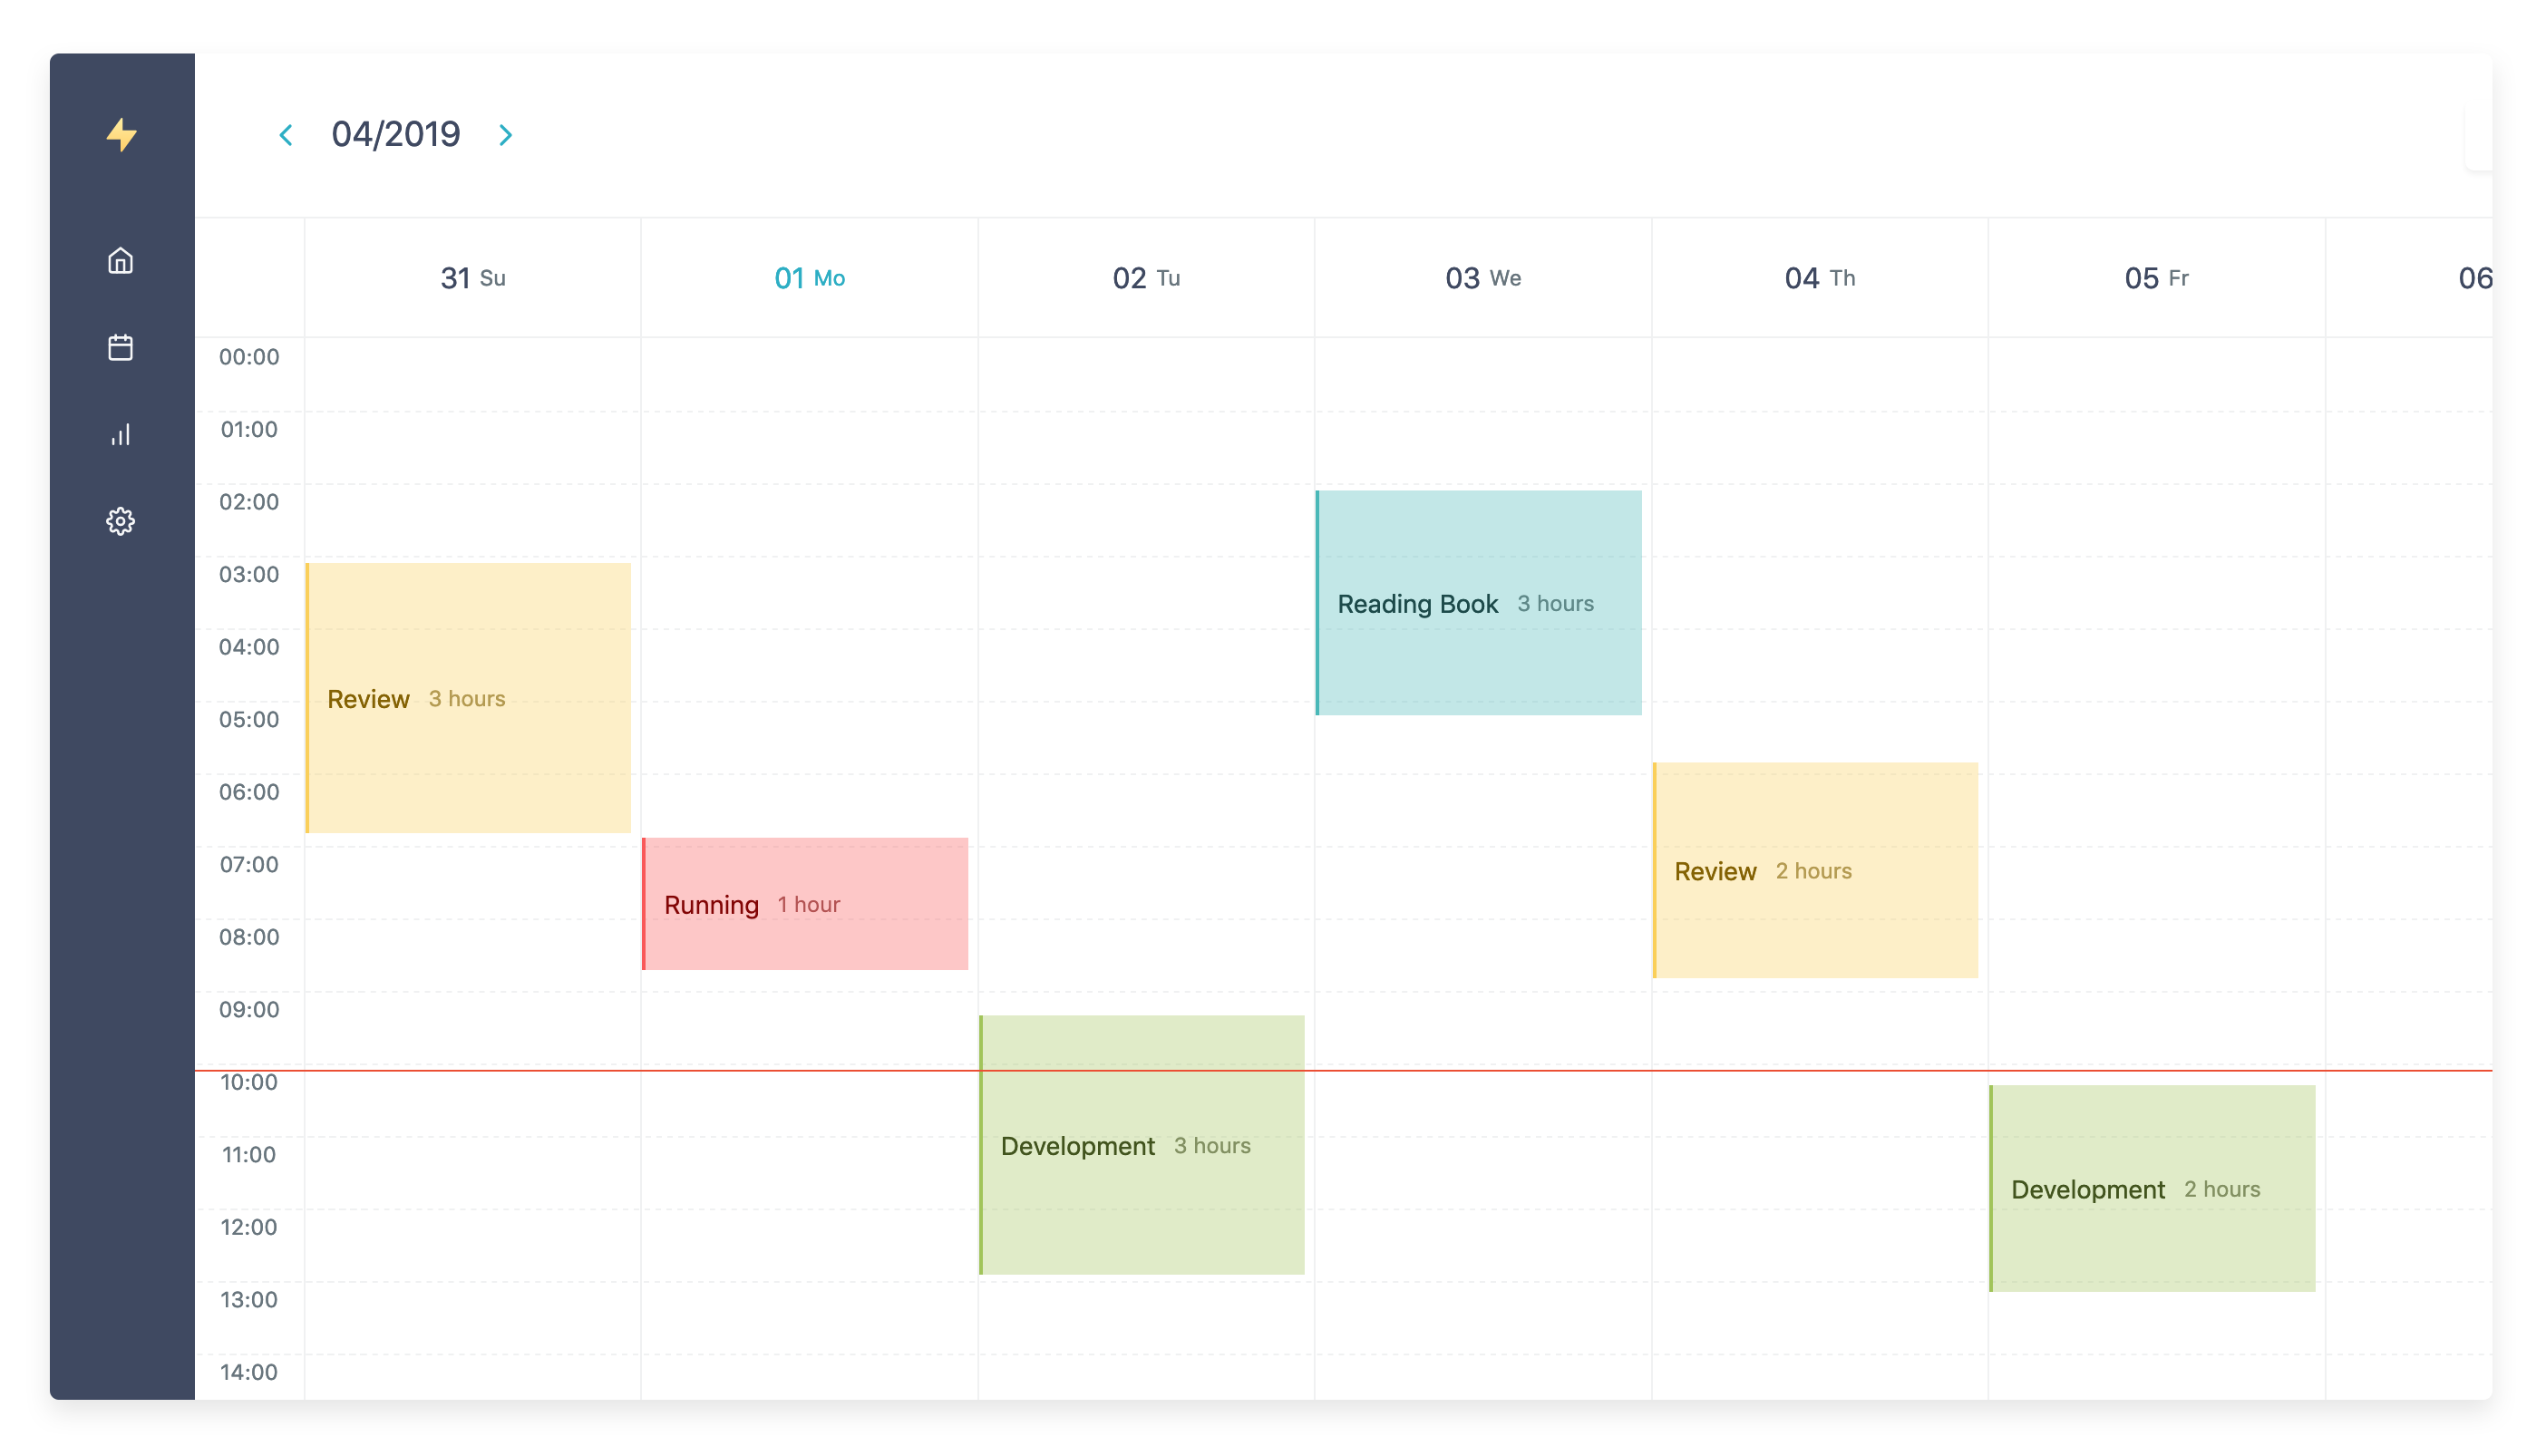 04/2019
31 Su 01 Mo 02 Tu 03 We 04 Th 05 Fr 06
00:00
01:00
02:00
03:00
Reading Book 3 hours
04:00
Review 3 hours
05:00
06:00
07:00
Review 2 hours
Running 1 hour
08:00
09:00
10:00
Development 3 hours
11:00
Development 2 hours
12:00
13:00
14:00